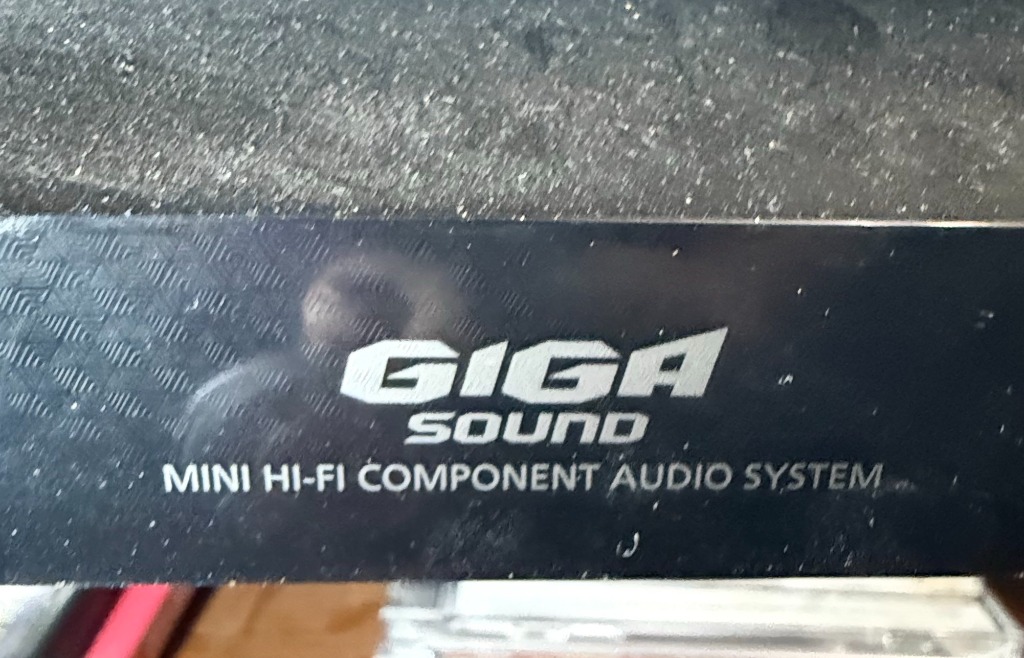 GIGA
SOUND
MINI HI-FI COMPONENT AUDIO SYSTEM